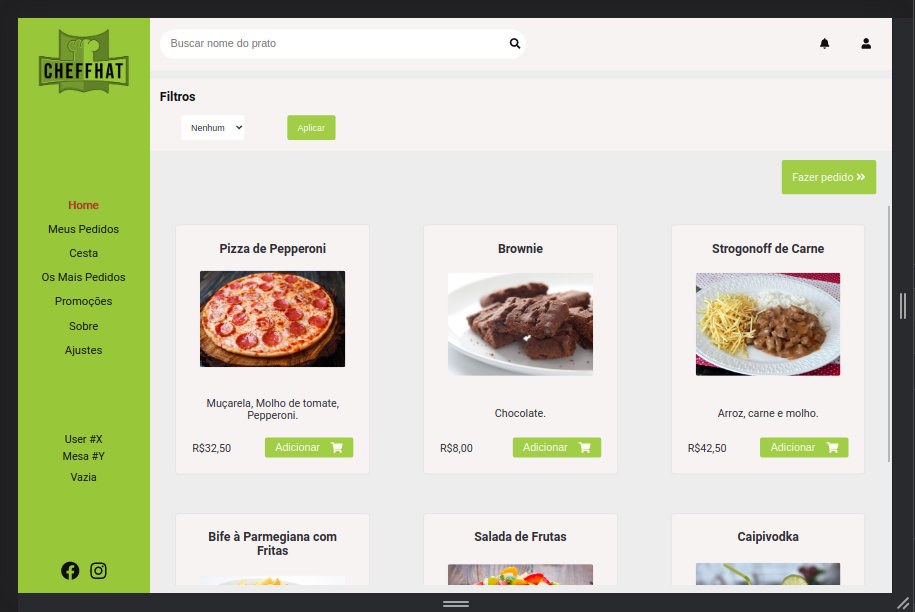 CHEFFHAT
Buscar nome do prato
Filtros
Nenhum
Aplicar
Fazer pedido »
Home
Meus Pedidos
Cesta
Os Mais Pedidos
Promoções
Sobre
Ajustes
User #X
Mesa #Y
Vazia
Pizza de Pepperoni
Muçarela, Molho de tomate,
Pepperoni.
R$32,50
Adicionar
Brownie
Chocolate.
R$8,00
Adicionar
Strogonoff de Carne
Arroz, carne e molho.
R$42,50
Adicionar
Bife à Parmegiana com
Fritas
Salada de Frutas
Caipivodka